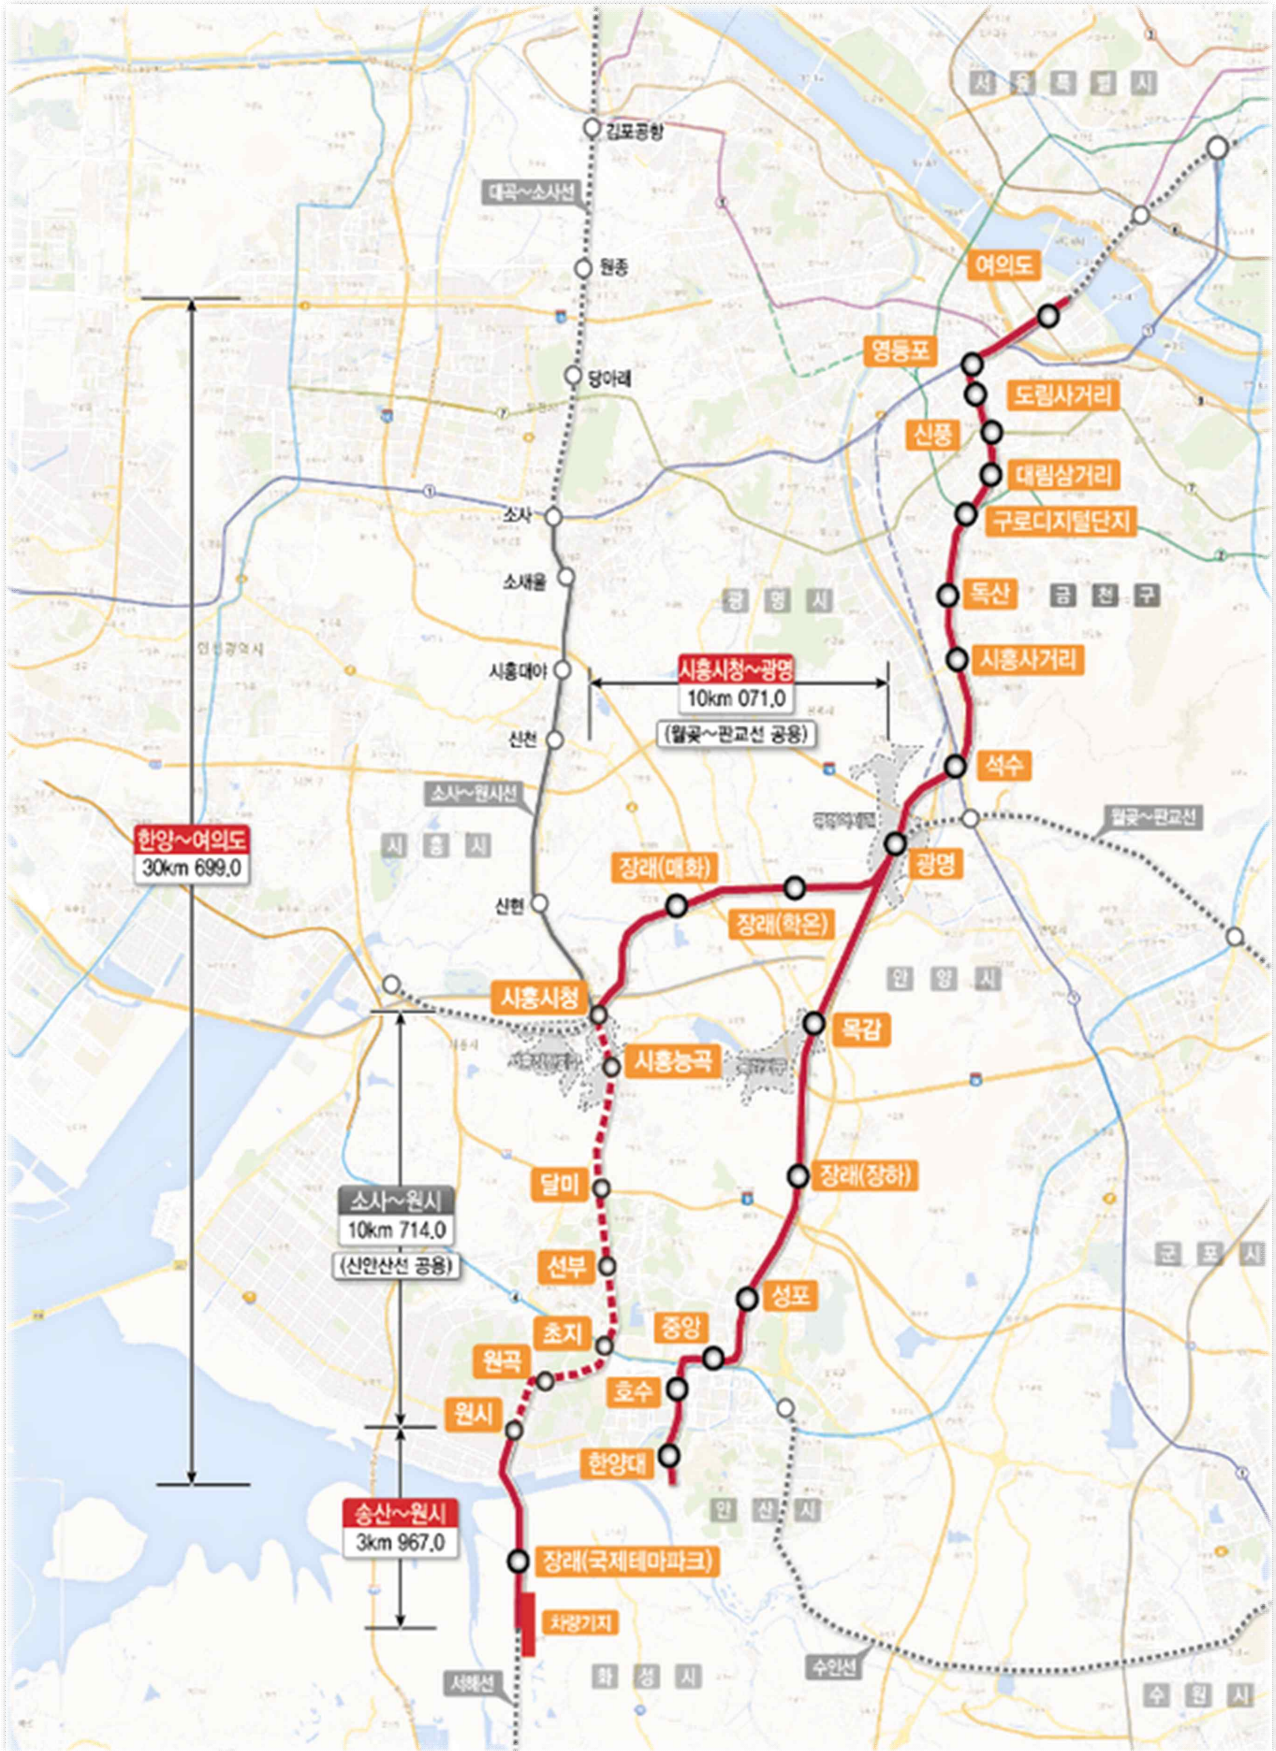 서울특별시
김포공항
대곡~소사선
원종
여의도
영등포
당아래
도림사거리
신풍
대림삼거리
소사
구로디지털단지
소새울
독산
금천구
광명시
시흥사거리
시흥대야
시흥시청~광명
10km 071.0
(월곶~판교선 공용)
신천
석수
소사~원시선
월곶~판교선
한양~여의도
30km 699.0
시흥시
광명
장래(매화)
신현
장래(학온)
안양시
시흥시청
목감
시흥능곡
장래(장하)
달미
소사~원시
10km 714.0
(신안산선 공용)
군포시
선부
성포
초지
중앙
원곡
호수
원시
한양대
안산시
송산~원시
3km 967.0
장래(국제테마파크)
차량기지
수인선
화성시
서해선
수원시
인천광역시